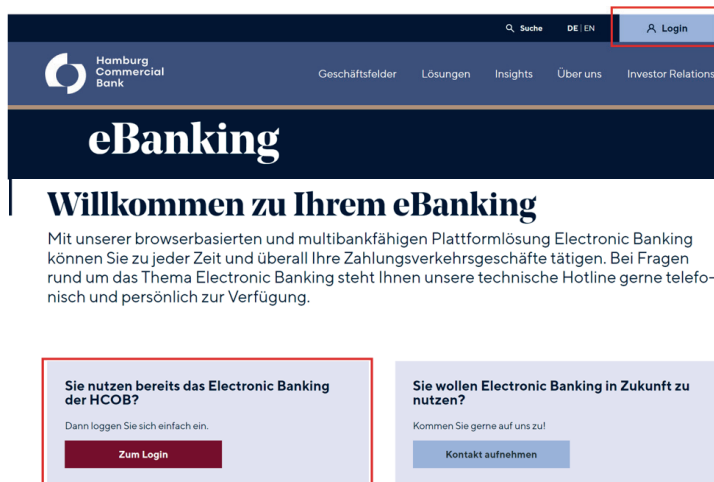 Suche DE | EN Login
Hamburg
Commercial
Bank
Geschäftsfelder Lösungen Insights Über uns Investor Relations
eBanking
Willkommen zu Ihrem eBanking
Mit unserer browserbasierten und multibankfähigen Plattformlösung Electronic Banking
können Sie zu jeder Zeit und überall Ihre Zahlungsverkehrsgeschäfte tätigen. Bei Fragen
rund um das Thema Electronic Banking steht Ihnen unsere technische Hotline gerne telefo-
nisch und persönlich zur Verfügung.
Sie nutzen bereits das Electronic Banking
der HCOB?
Dann loggen Sie sich einfach ein.
Zum Login
Sie wollen Electronic Banking in Zukunft zu
nutzen?
Kommen Sie gerne auf uns zu!
Kontakt aufnehmen